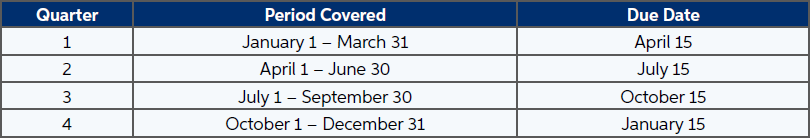 Quarter Period Covered Due Date
1 January 1 – March 31 April 15
2 April 1 – June 30 July 15
3 July 1 – September 30 October 15
4 October 1 – December 31 January 15